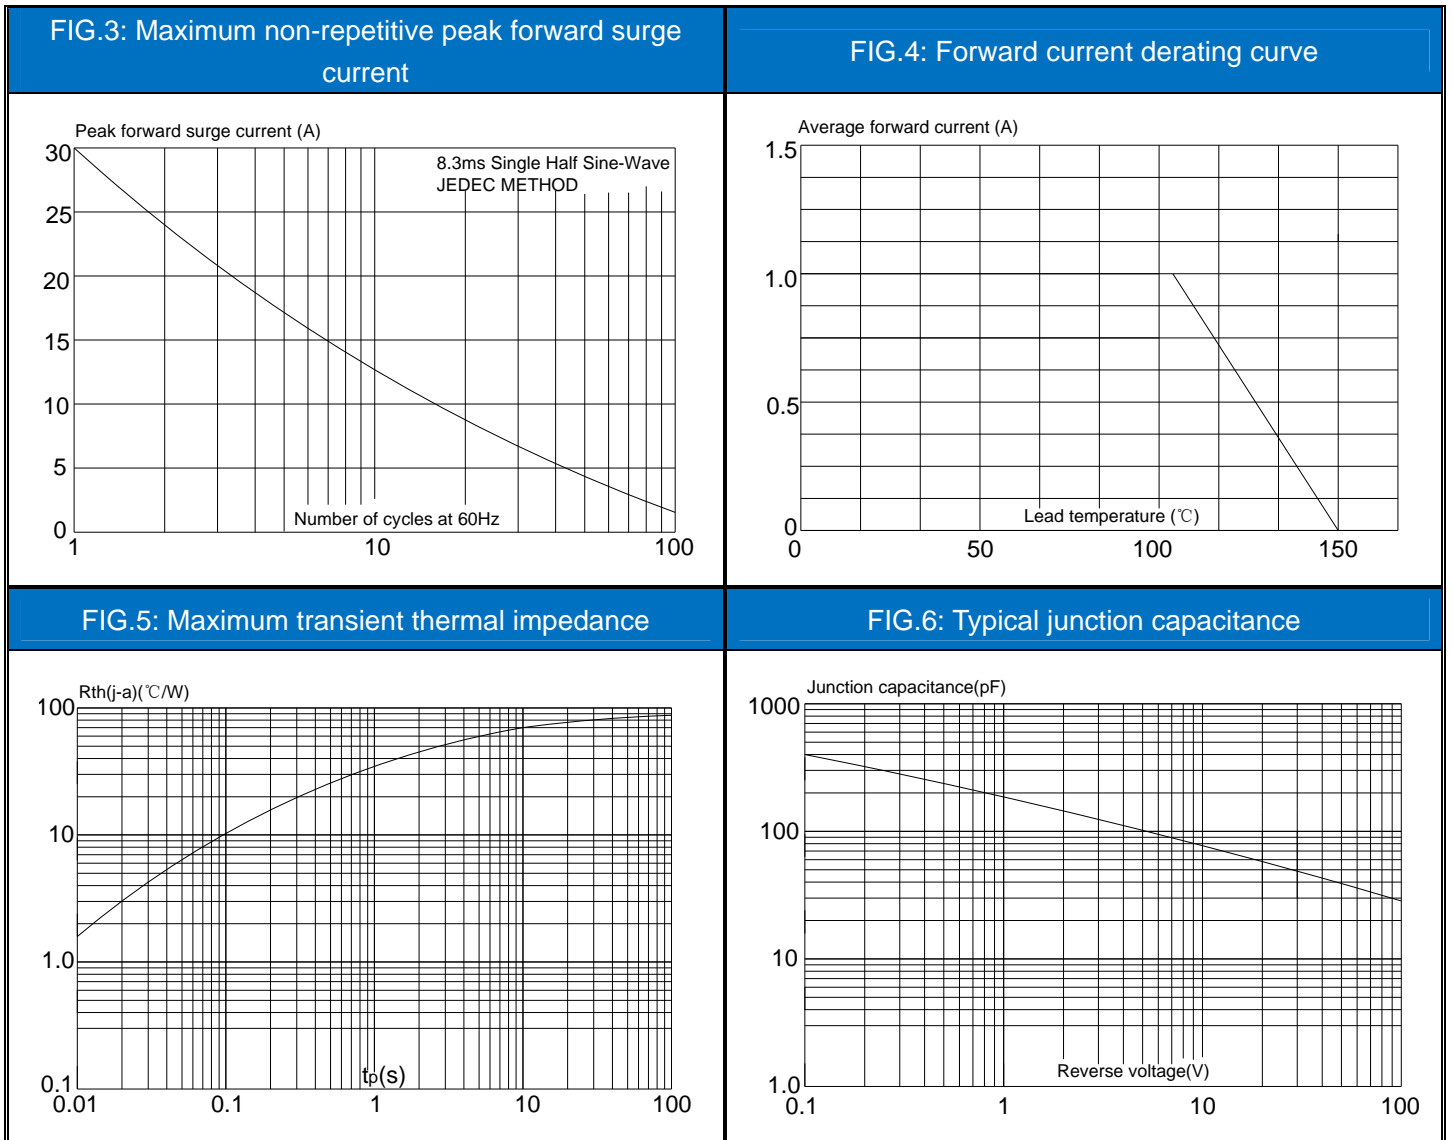 FIG.3: Maximum non-repetitive peak forward surge
current
FIG.4: Forward current derating curve
Peak forward surge current (A)
8.3ms Single Half Sine-Wave
JEDEC METHOD
30
25
20
15
10
5
0
Number of cycles at 60Hz
1
10
100
Average forward current (A)
1.5
1.0
0.5
0
Lead temperature (℃)
0
50
100
150
FIG.5: Maximum transient thermal impedance
FIG.6: Typical junction capacitance
Rth(j-a)(℃/W)
100
10
1.0
0.1
tp(s)
0.01
0.1
1
10
100
Junction capacitance(pF)
1000
100
10
1.0
Reverse voltage(V)
0.1
1
10
100